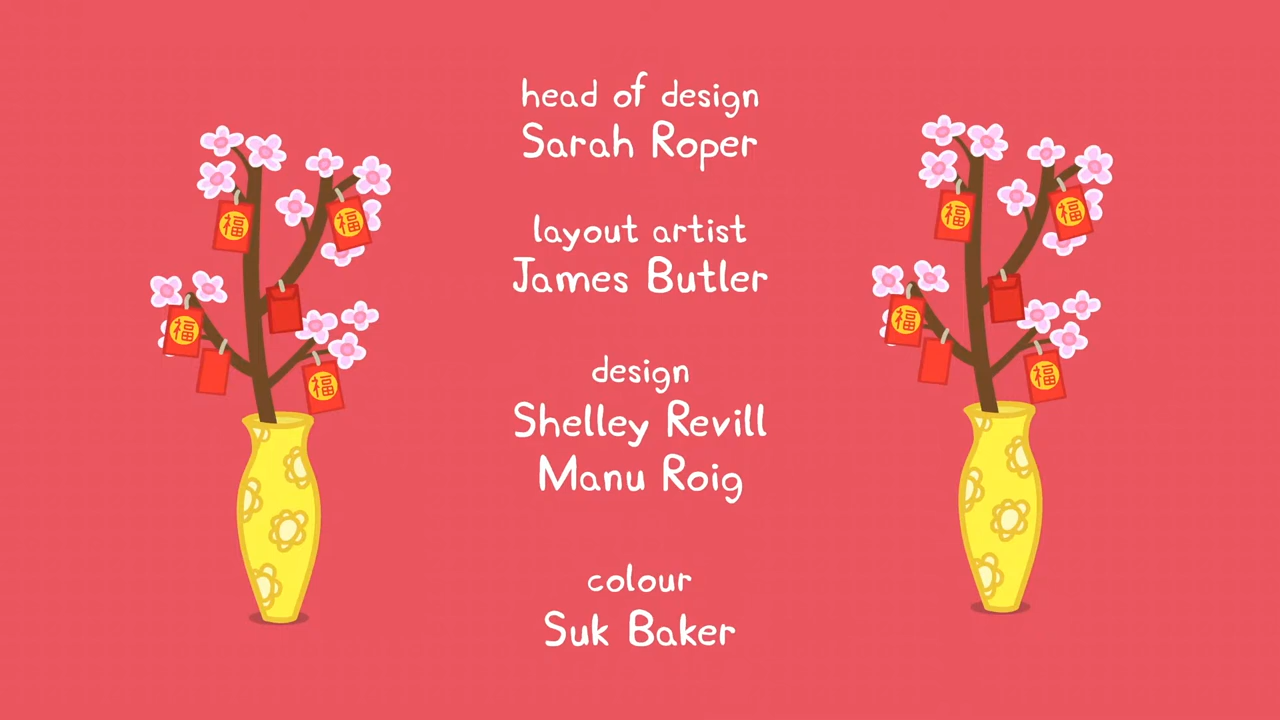 head of design
Sarah Roper
layout artist
James Butler
design
Shelley Revill
Manu Roig
colour
Suk Baker
福
福
福
福
福
福
福
福